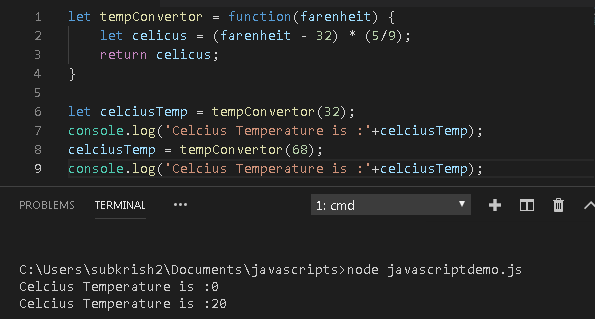 1 let tempConvertor = function(farenheit) {
2     let celicus = (farenheit - 32) * (5/9);
3     return celicus;
4 }
5
6 let celciusTemp = tempConvertor(32);
7 console.log('Celcius Temperature is :'+celciusTemp);
8 celciusTemp = tempConvertor(68);
9 console.log('Celcius Temperature is :'+celciusTemp);
PROBLEMS TERMINAL ••• 1: cmd
C:\Users\subkrish2\Documents\javascripts>node javascriptdemo.js
Celcius Temperature is :0
Celcius Temperature is :20